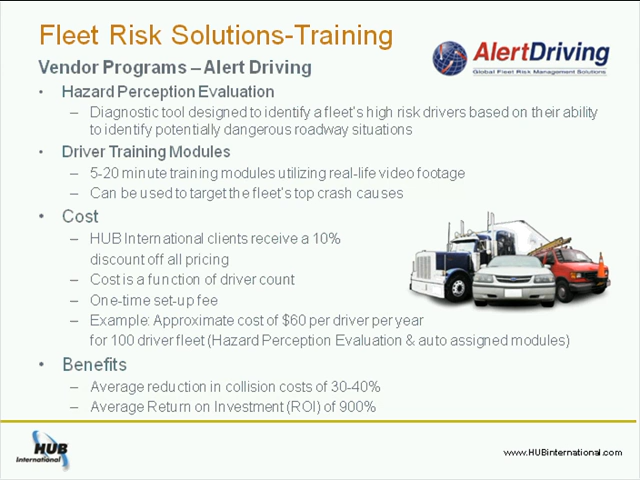 Fleet Risk Solutions-Training
Vendor Programs – Alert Driving
AlertDriving
Global Fleet Risk Management Solutions
• Hazard Perception Evaluation
– Diagnostic tool designed to identify a fleet's high risk drivers based on their ability
to identify potentially dangerous roadway situations
• Driver Training Modules
– 5-20 minute training modules utilizing real-life video footage
– Can be used to target the fleet's top crash causes
• Cost
– HUB International clients receive a 10%
discount off all pricing
– Cost is a function of driver count
– One-time set-up fee
– Example: Approximate cost of $60 per driver per year
for 100 driver fleet (Hazard Perception Evaluation & auto assigned modules)
• Benefits
– Average reduction in collision costs of 30-40%
– Average Return on Investment (ROI) of 900%
HUB
International
www.HUBinternational.com